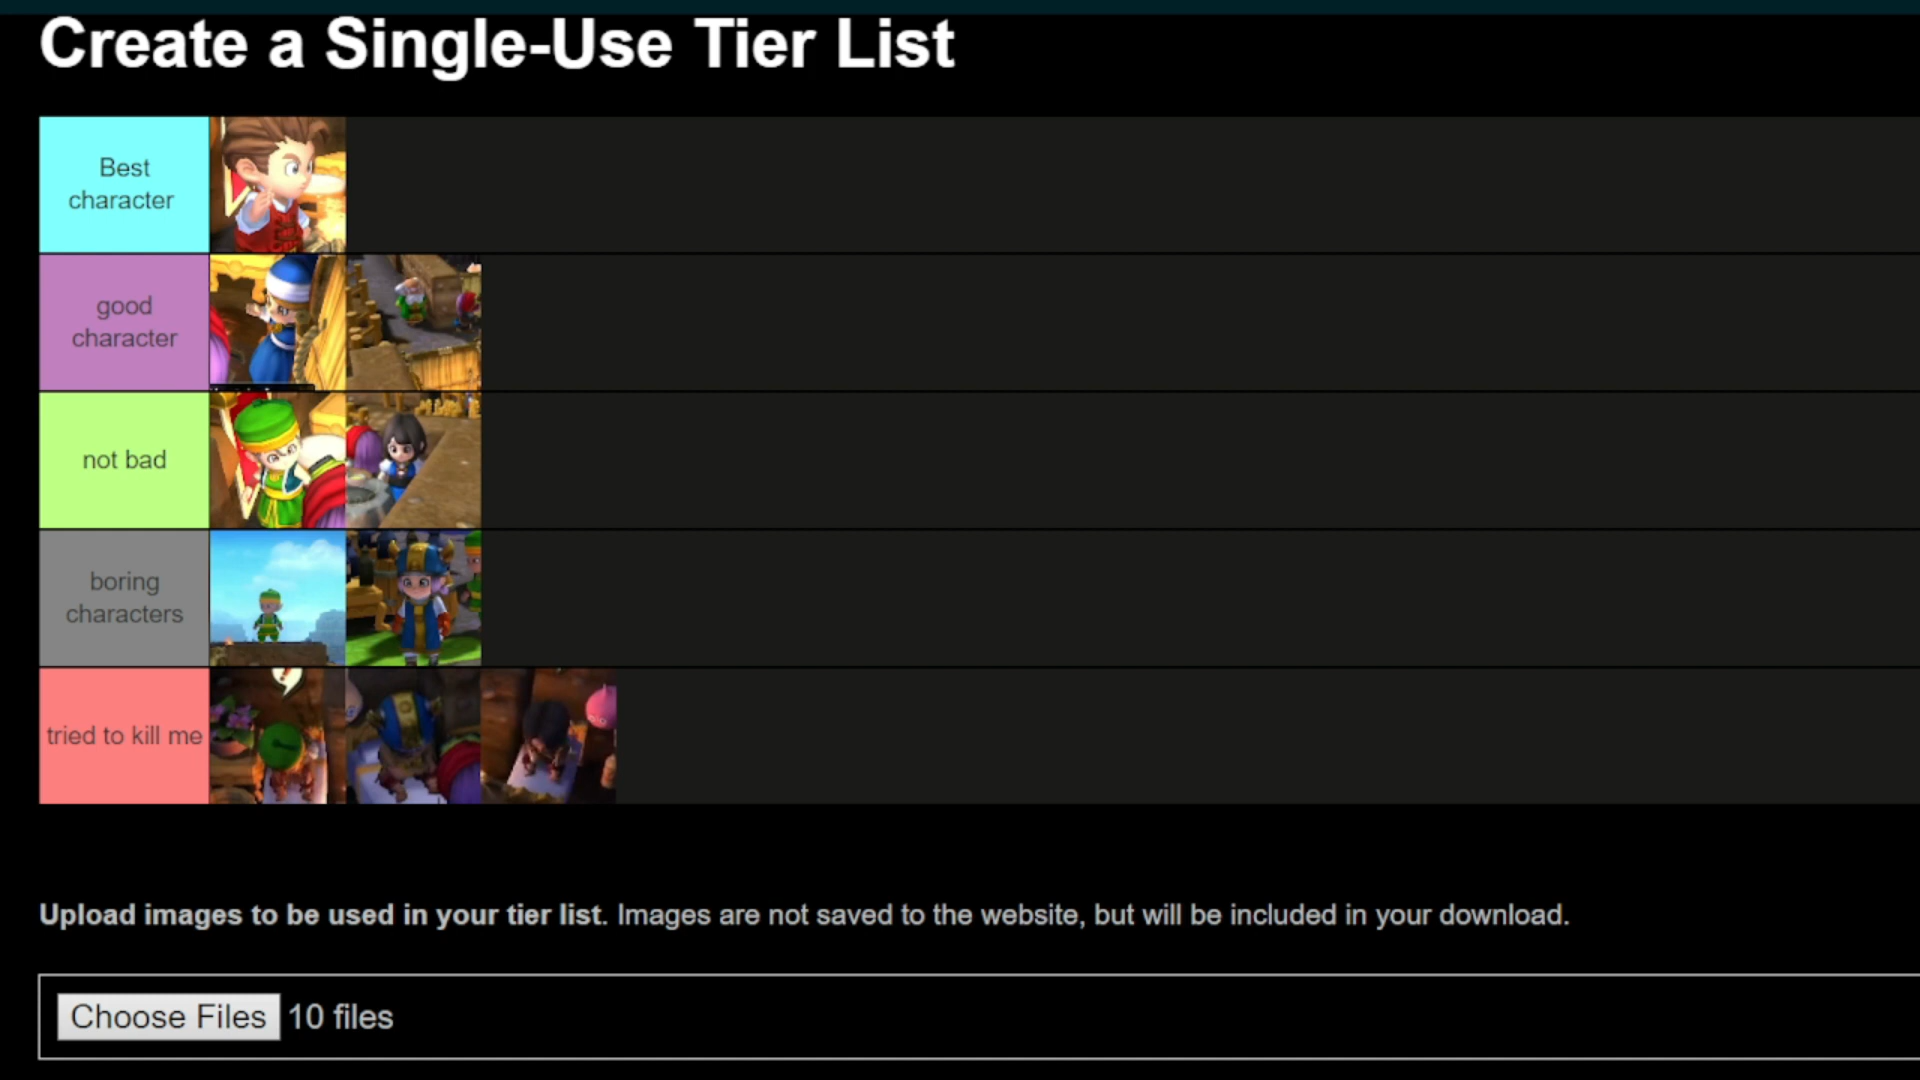 Create a Single-Use Tier List
Best
character
good
character
not bad
boring
characters
tried to kill me
Upload images to be used in your tier list. Images are not saved to the website, but will be included in your download.
Choose Files 10 files